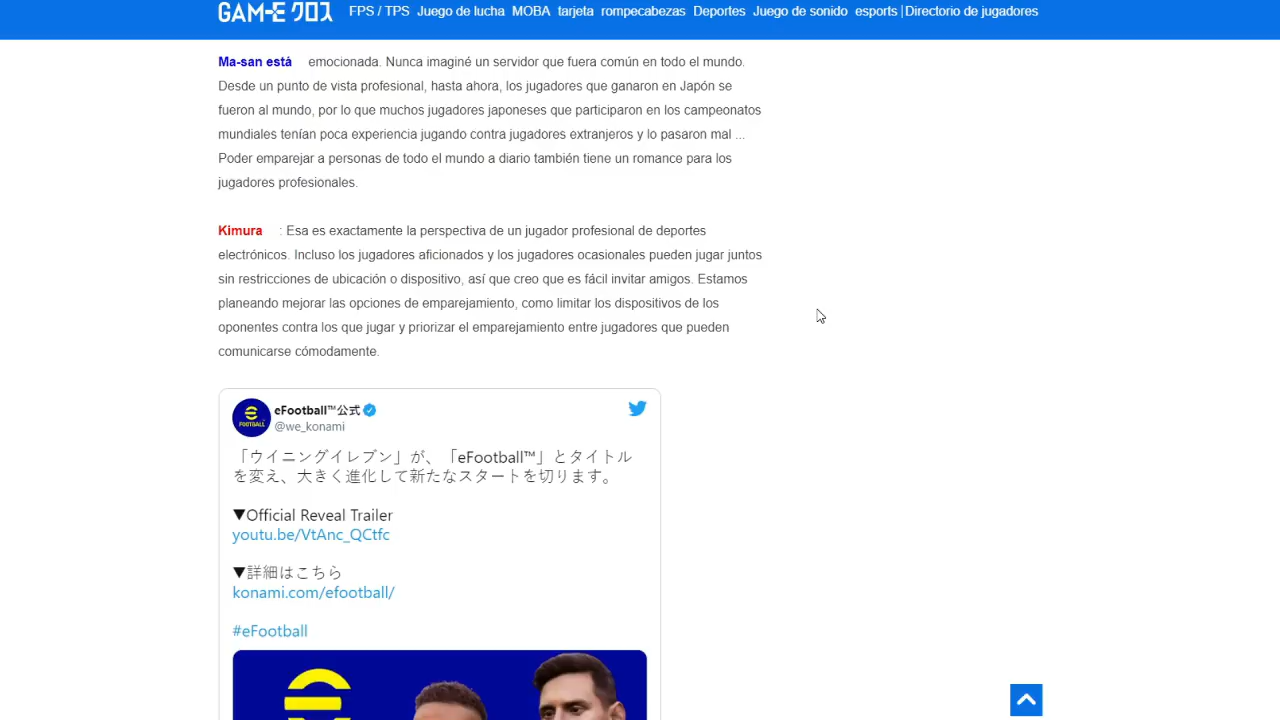 GAM-E クロス FPS / TPS Juego de lucha MOBA tarjeta rompecabezas Deportes Juego de sonido esports | Directorio de jugadores
Ma-san está emocionada. Nunca imaginé un servidor que fuera común en todo el mundo.
Desde un punto de vista profesional, hasta ahora, los jugadores que ganaron en Japón se
fueron al mundo, por lo que muchos jugadores japoneses que participaron en los campeonatos
mundiales tenían poca experiencia jugando contra jugadores extranjeros y lo pasaron mal ...
Poder emparejar a personas de todo el mundo a diario también tiene un romance para los
jugadores profesionales.
Kimura : Esa es exactamente la perspectiva de un jugador profesional de deportes
electrónicos. Incluso los jugadores aficionados y los jugadores ocasionales pueden jugar juntos
sin restricciones de ubicación o dispositivo, así que creo que es fácil invitar amigos. Estamos
planeando mejorar las opciones de emparejamiento, como limitar los dispositivos de los
oponentes contra los que jugar y priorizar el emparejamiento entre jugadores que pueden
comunicarse cómodamente.
eFootball™公式
@we_konami
FOOTBALL
「ウイニングイレブン」が、「eFootball™」とタイトル
を変え、大きく進化して新たなスタートを切ります。
▼Official Reveal Trailer
youtu.be/VtAnc_QCtfc
▼詳細はこちら
konami.com/efootball/
#eFootball